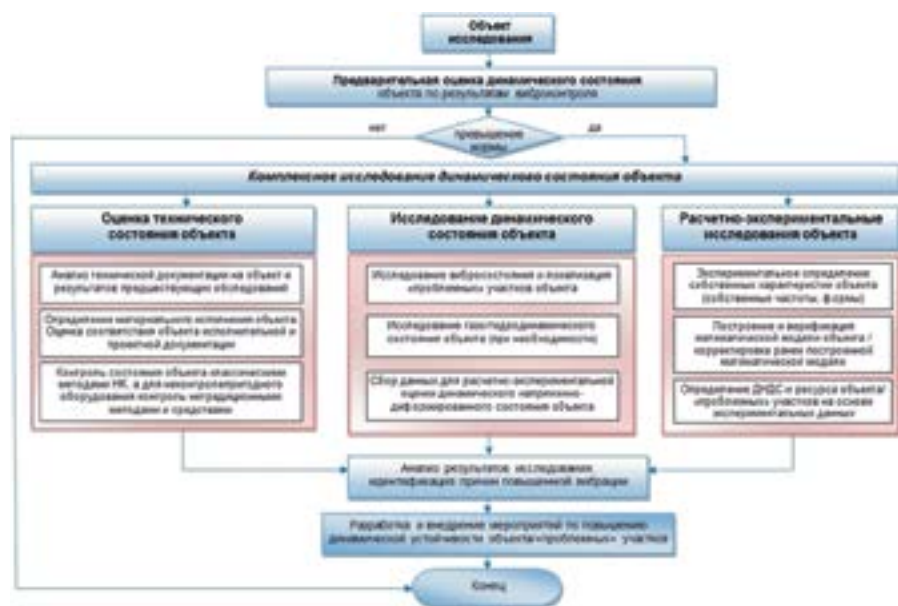 Объект
исследования
Предварительная оценка динамического состояния
объекта по результатам виброконтроля
нет
превышение
нормы
да
Комплексное исследование динамического состояния объекта
Оценка технического
состояния объекта
Анализ технической документации на объект и
результатов предшествующих обследований
Определение материального исполнения объекта.
Оценка соответствия объекта исполнительной и
проектной документации
Контроль состояния объекта классическими
методами НК, а для неконтролепригодного
оборудования контроль нетрадиционными
методами и средствами
Исследование динамического
состояния объекта
Исследование вибросостояния и локализация
«проблемных» участков объекта
Исследование газогидродинамического
состояния объекта (при необходимости)
Сбор данных для расчетно-экспериментальной
оценки динамического напряженно-
деформированного состояния объекта
Расчетно-экспериментальные
исследования объекта
Экспериментальное определение
собственных характеристик объекта
(собственные частоты, формы)
Построение и верификация
математической модели объекта /
корректировка ранее построенной
математической модели
Определение ДНДС и ресурса объекта/
«проблемных» участков на основе
экспериментальных данных
Анализ результатов исследования
идентификация причин повышенной вибрации
Разработка и внедрение мероприятий по повышению
динамической устойчивости объекта/«проблемных» участков
Конец